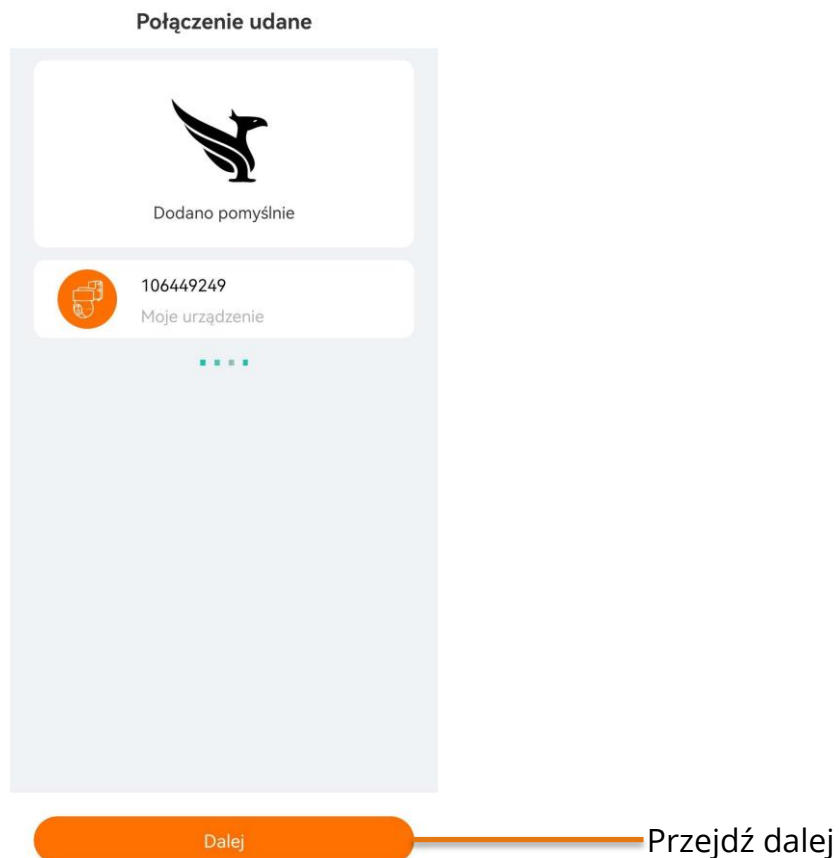 Połączenie udane
Dodano pomyślnie
106449249
Moje urządzenie
Dalej
Przejdź dalej